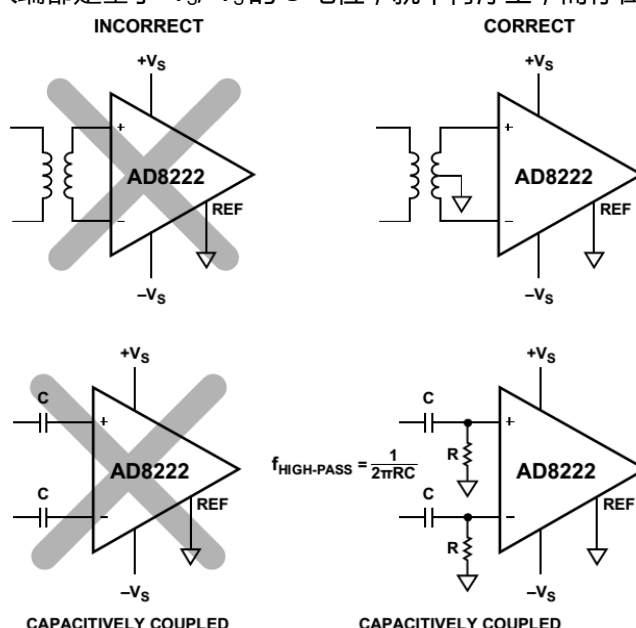 INCORRECT
CORRECT
+VS
+VS
+
AD8222
−
REF
−VS
+
AD8222
−
REF
−VS
+VS
+VS
C
+
AD8222
C
−
REF
−VS
CAPACITIVELY COUPLED
fHIGH-PASS = 1/2πRC
C
R
+
AD8222
C
−
REF
R
−VS
CAPACITIVELY COUPLED